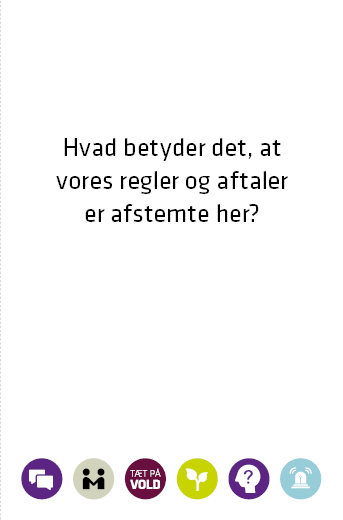 Hvad betyder det, at
vores regler og aftaler
er afstemte her?
TÆT PÅ
VOLD
?